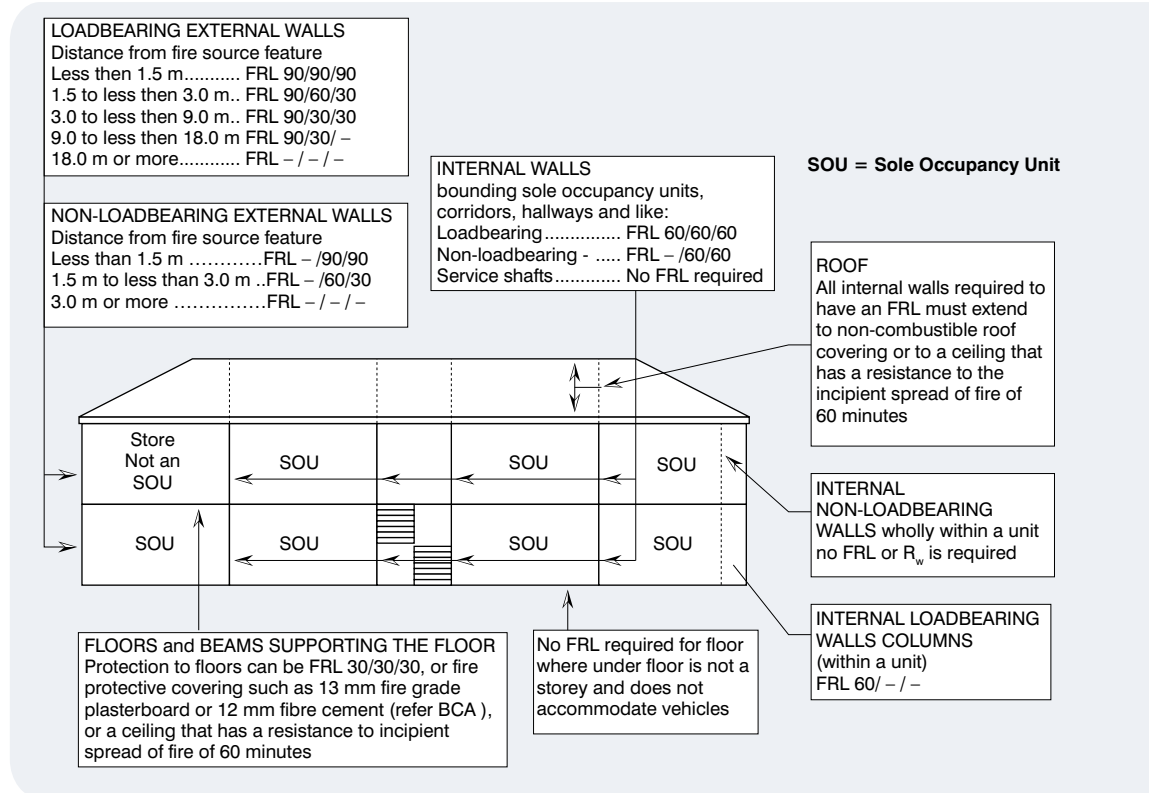 LOADBEARING EXTERNAL WALLS
Distance from fire source feature
Less then 1.5 m........... FRL 90/90/90
1.5 to less then 3.0 m.. FRL 90/60/30
3.0 to less then 9.0 m.. FRL 90/30/30
9.0 to less then 18.0 m FRL 90/30/ –
18.0 m or more............ FRL – / – / –
NON-LOADBEARING EXTERNAL WALLS
Distance from fire source feature
Less than 1.5 m ............FRL – /90/90
1.5 m to less than 3.0 m ..FRL – /60/30
3.0 m or more ..............FRL – / – / –
INTERNAL WALLS
bounding sole occupancy units,
corridors, hallways and like:
Loadbearing............... FRL 60/60/60
Non-loadbearing - ..... FRL – /60/60
Service shafts............. No FRL required
SOU = Sole Occupancy Unit
ROOF
All internal walls required to
have an FRL must extend
to non-combustible roof
covering or to a ceiling that
has a resistance to the
incipient spread of fire of
60 minutes
Store
Not an
SOU
SOU
SOU
SOU
SOU
SOU
SOU
SOU
INTERNAL
NON-LOADBEARING
WALLS wholly within a unit
no FRL or Rw is required
INTERNAL LOADBEARING
WALLS COLUMNS
(within a unit)
FRL 60/ – / –
FLOORS and BEAMS SUPPORTING THE FLOOR
Protection to floors can be FRL 30/30/30, or fire
protective covering such as 13 mm fire grade
plasterboard or 12 mm fibre cement (refer BCA ),
or a ceiling that has a resistance to incipient
spread of fire of 60 minutes
No FRL required for floor
where under floor is not a
storey and does not
accommodate vehicles